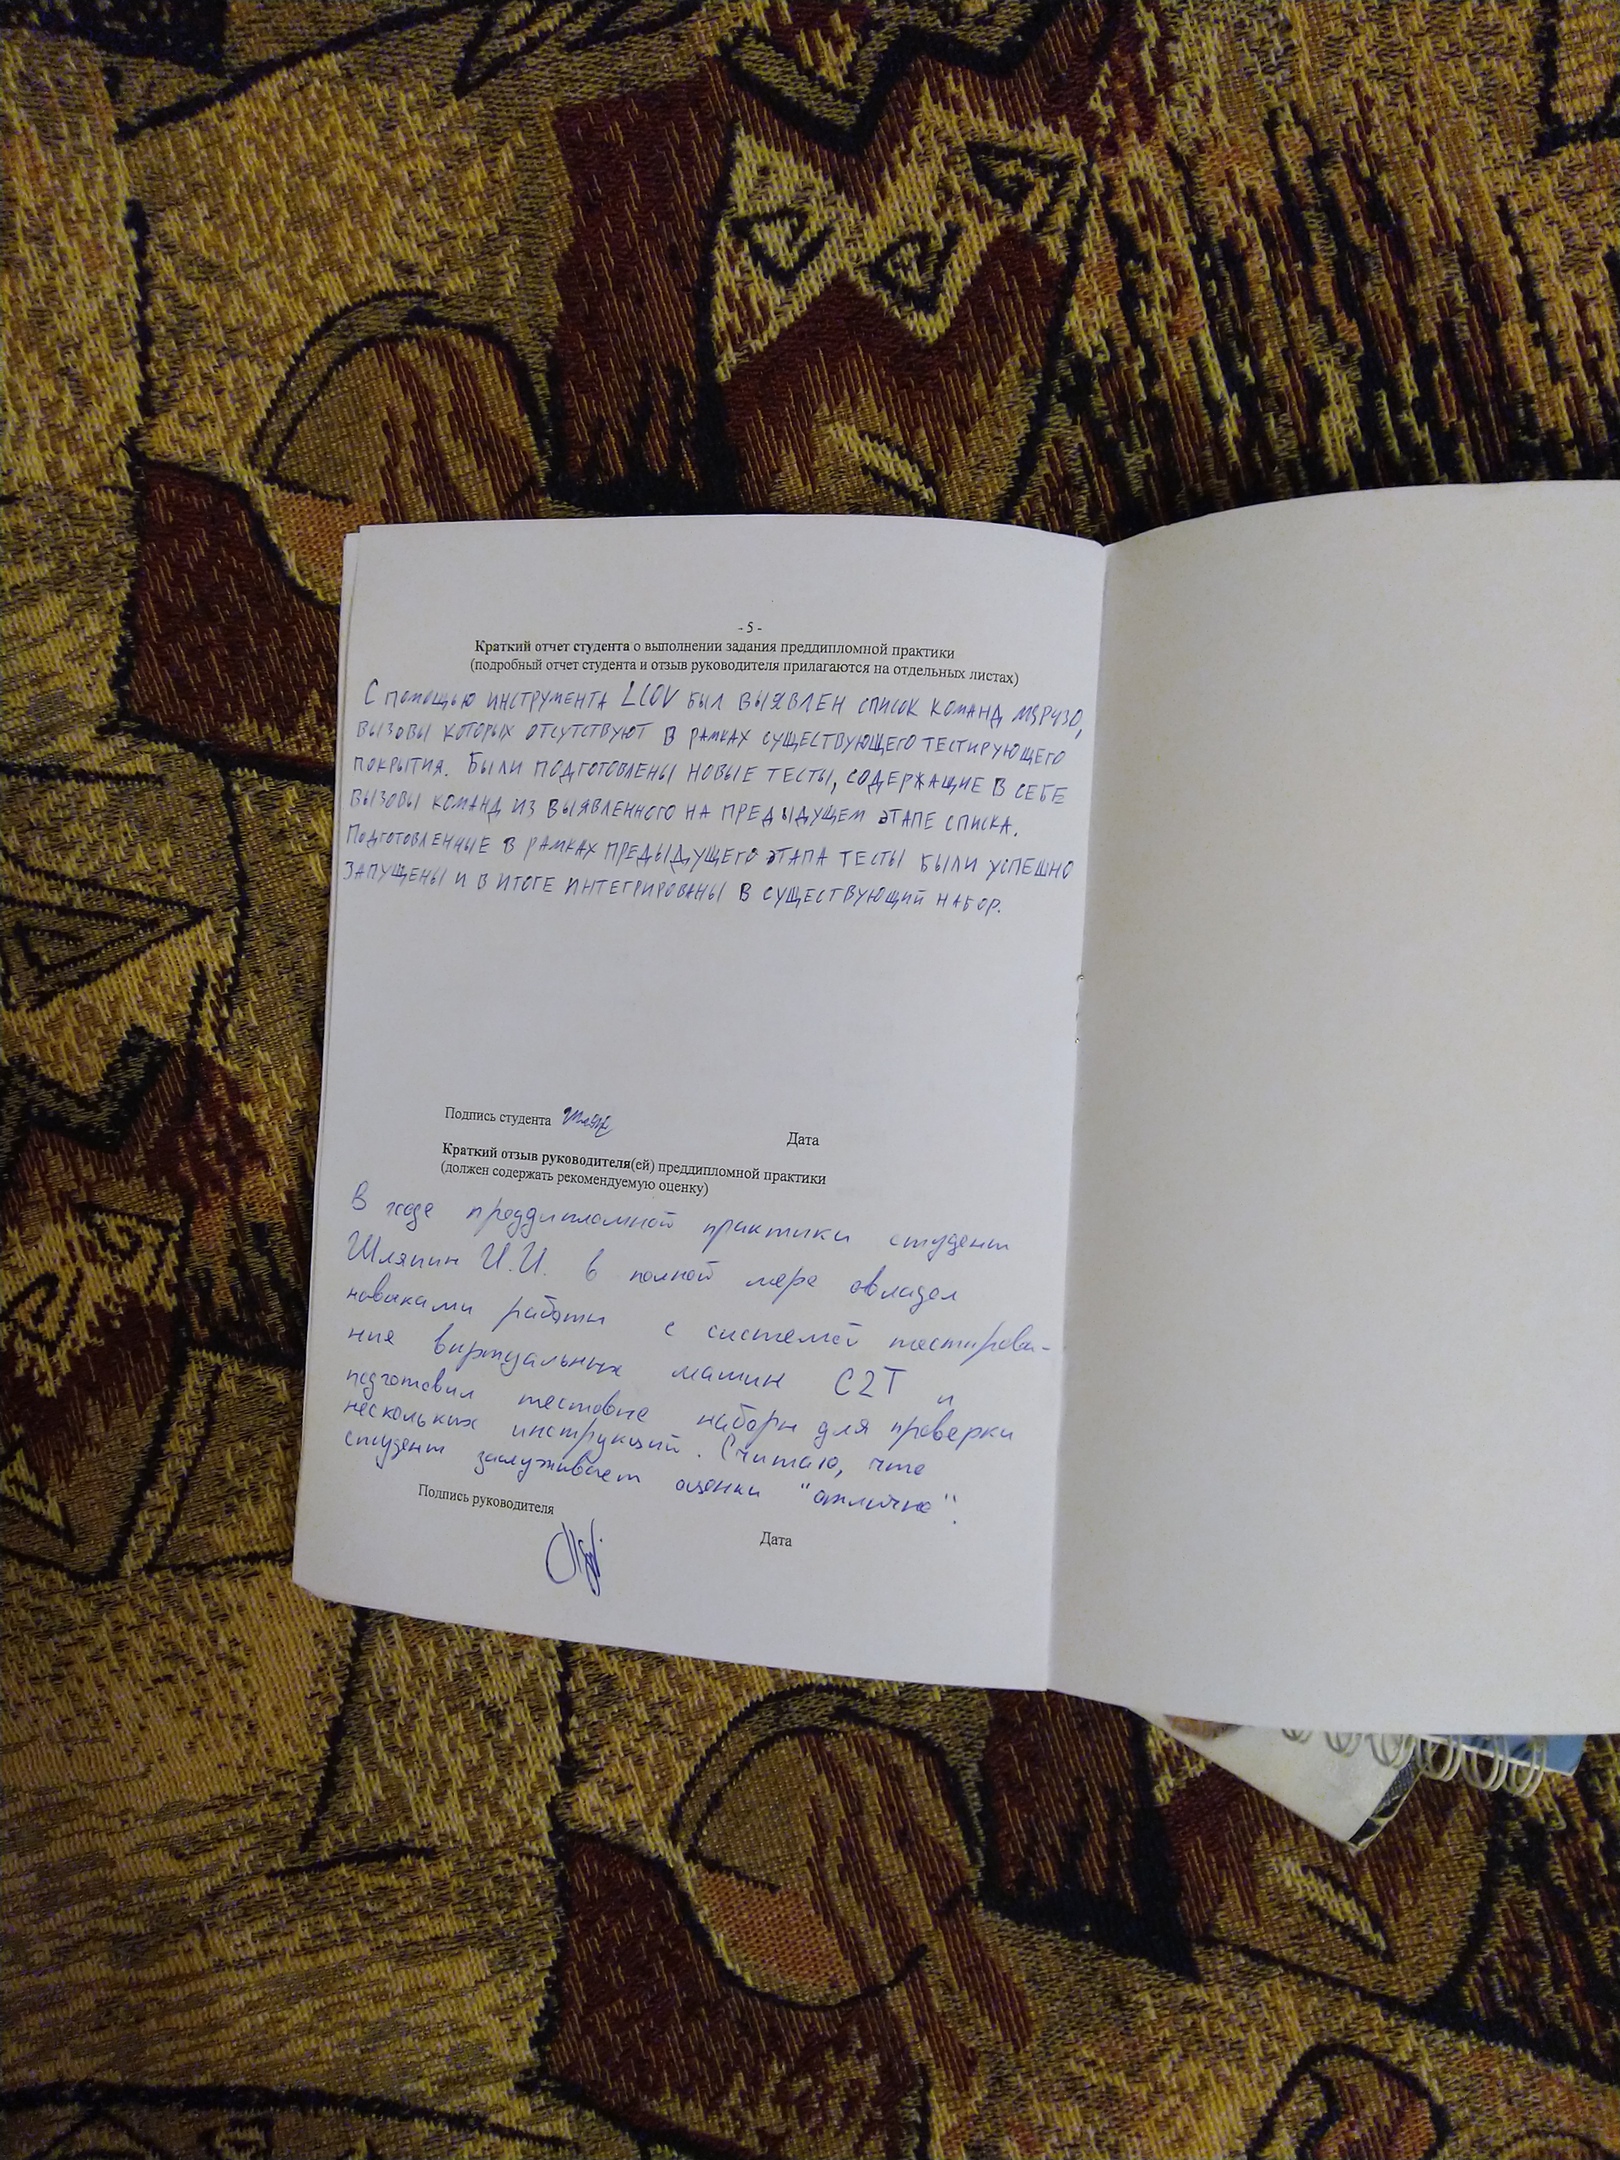 - 5 -
Краткий отчет студента о выполнении задания преддипломной практики
(подробный отчет студента и отзыв руководителя прилагаются на отдельных листах)
С помощью инструмента LCOV был выявлен список команд MSP430,
вызовы которых отсутствуют в рамках существующего тестирующего
покрытия. Были подготовлены новые тесты, содержащие в себе
вызовы команд из выявленного на предыдущем этапе списка.
Подготовленные в рамках предыдущего этапа тесты были успешно
запущены и в итоге интегрированы в существующий набор.
Подпись студента
Дата
Краткий отзыв руководителя(ей) преддипломной практики
(должен содержать рекомендуемую оценку)
В ходе преддипломной практики студент
Шляпин И.И. в полной мере овладел
навыками работы с системой тестирова-
ния виртуальных машин C2T и
подготовил тестовые наборы для проверки
нескольких инструкций. Считаю, что
студент заслуживает оценки "отлично".
Подпись руководителя
Дата